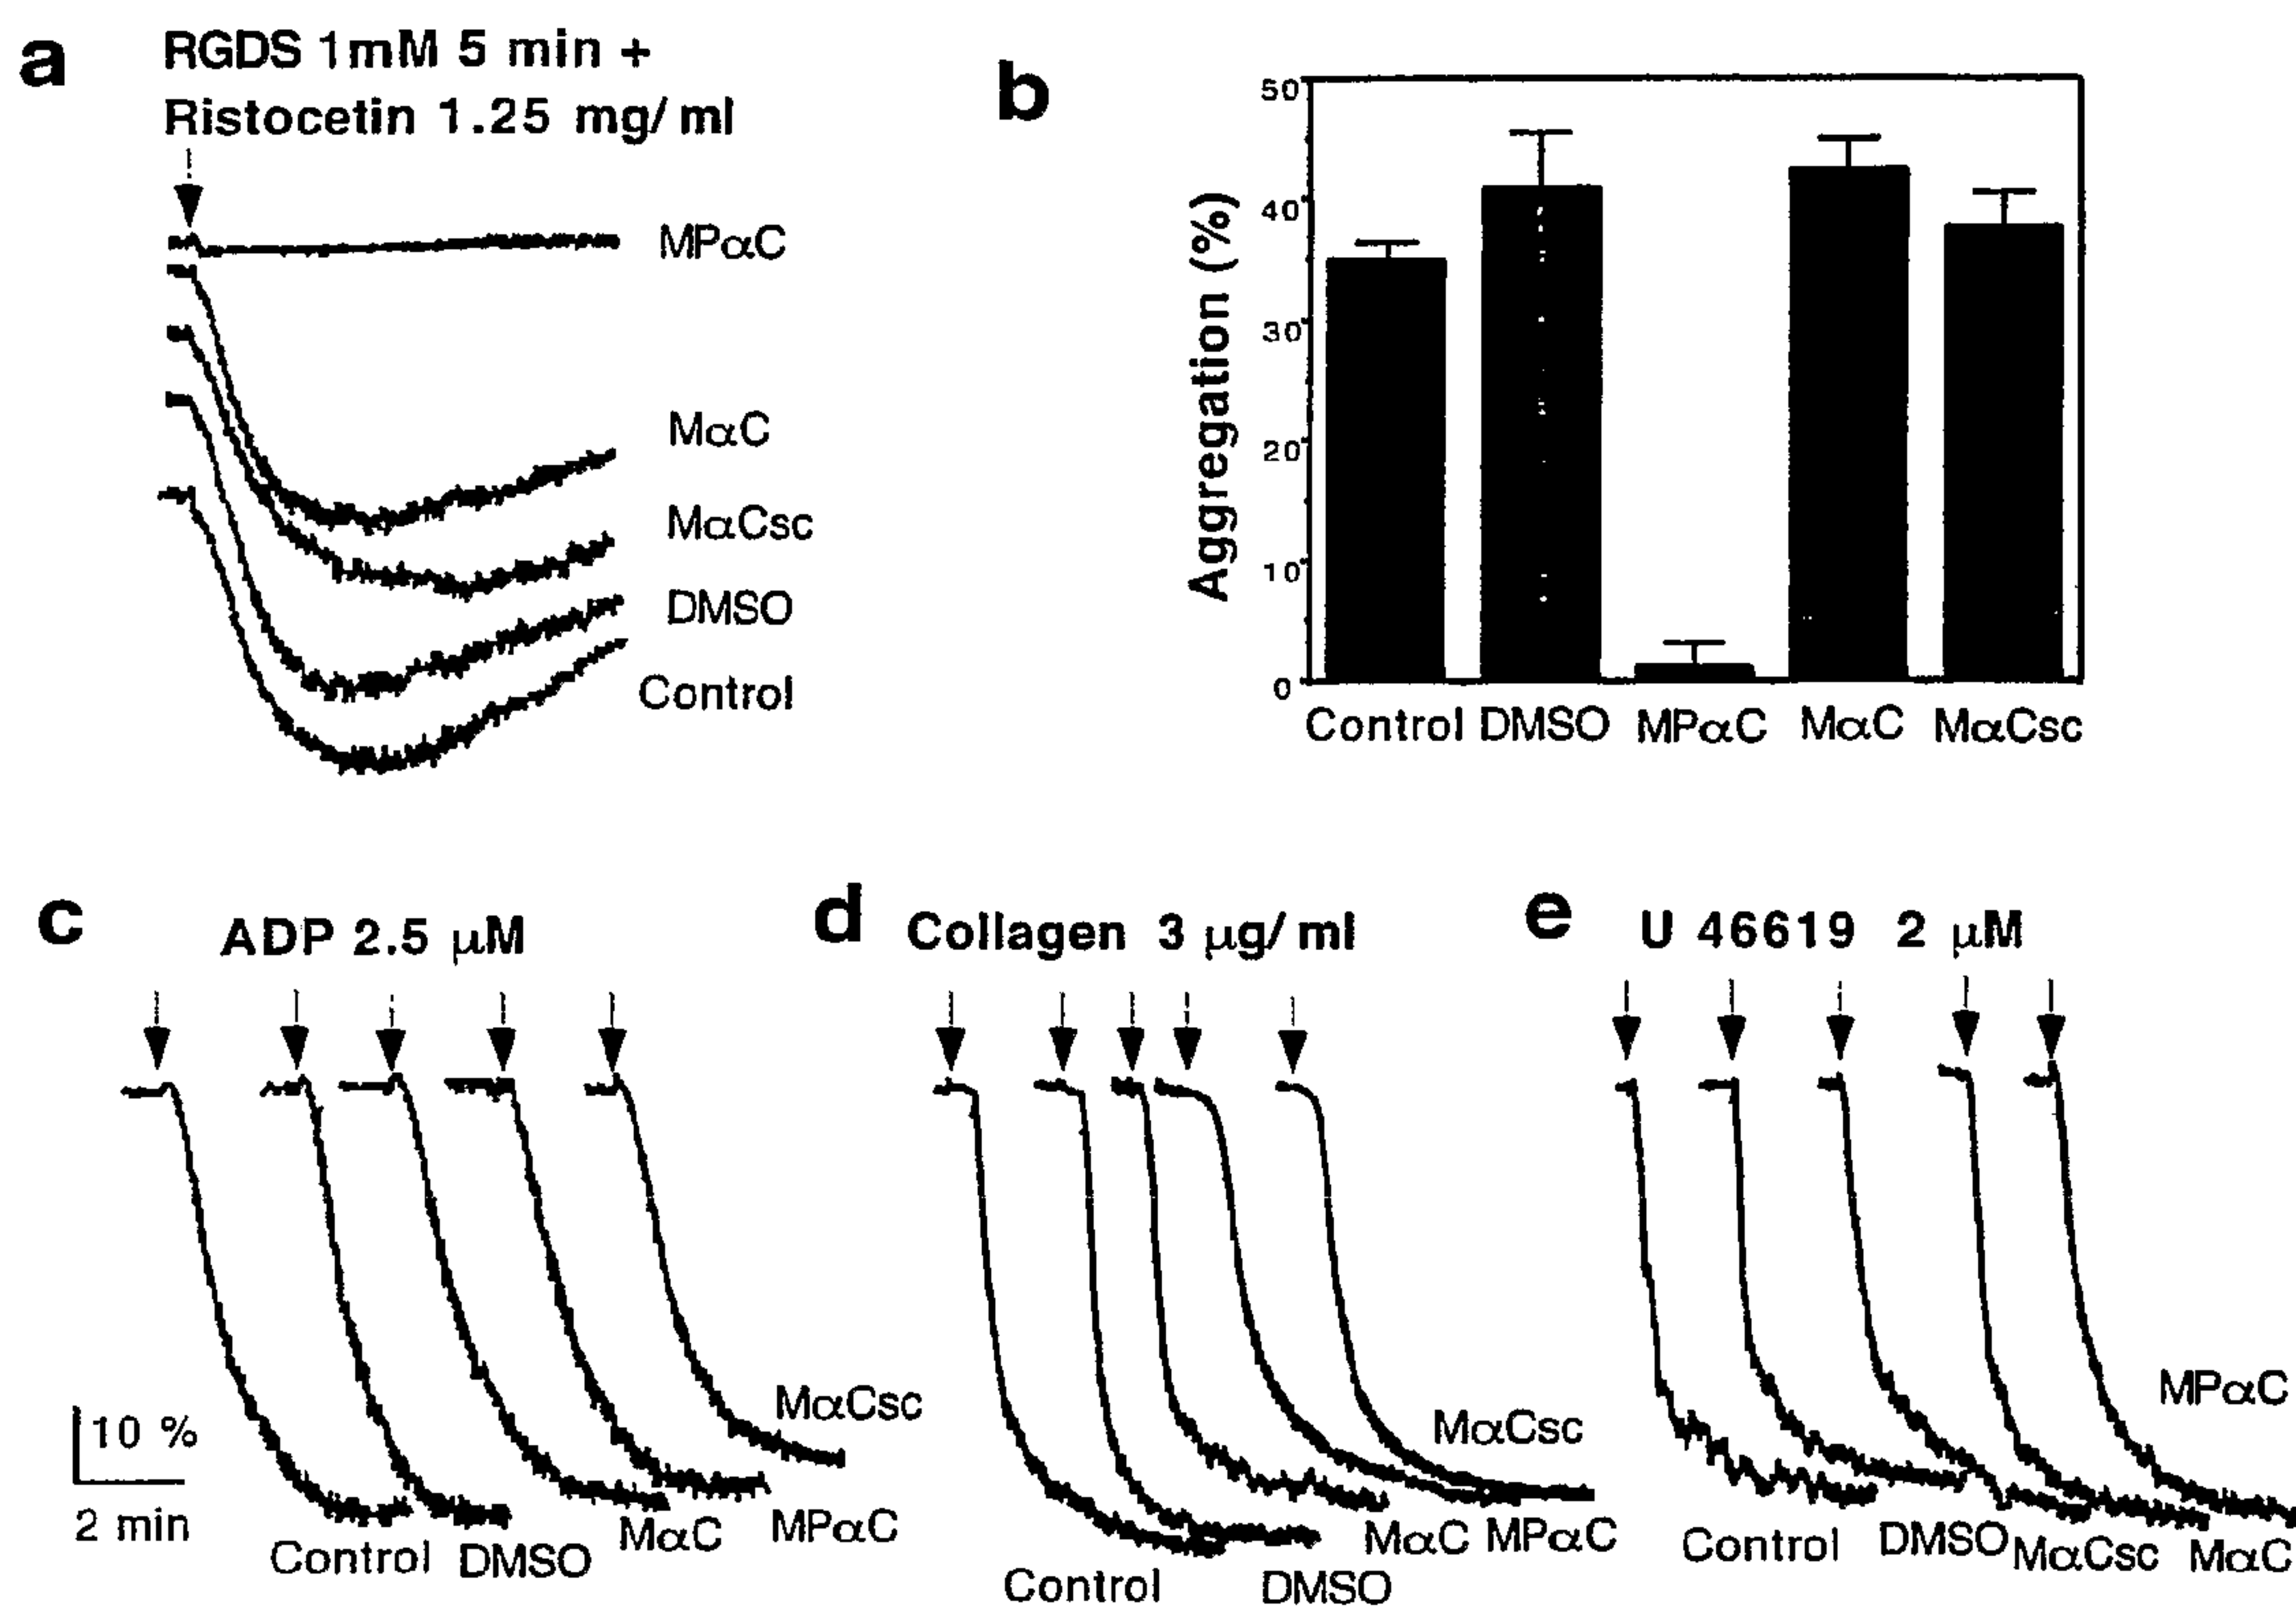 a
RGDS 1mM 5 min +
Ristocetin 1.25 mg/ml
MPαC
MαC
MαCsc
DMSO
Control
b
Aggregation (%)
50
40
30
20
10
0
Control DMSO MPαC MαC MαCsc
c
ADP 2.5 μM
10 %
2 min
Control
DMSO
MαC
MPαC
MαCsc
d
Collagen 3 μg/ml
Control
DMSO
MαC
MPαC
MαCsc
e
U 46619 2 μM
Control
DMSO
MαCsc
MαC
MPαC